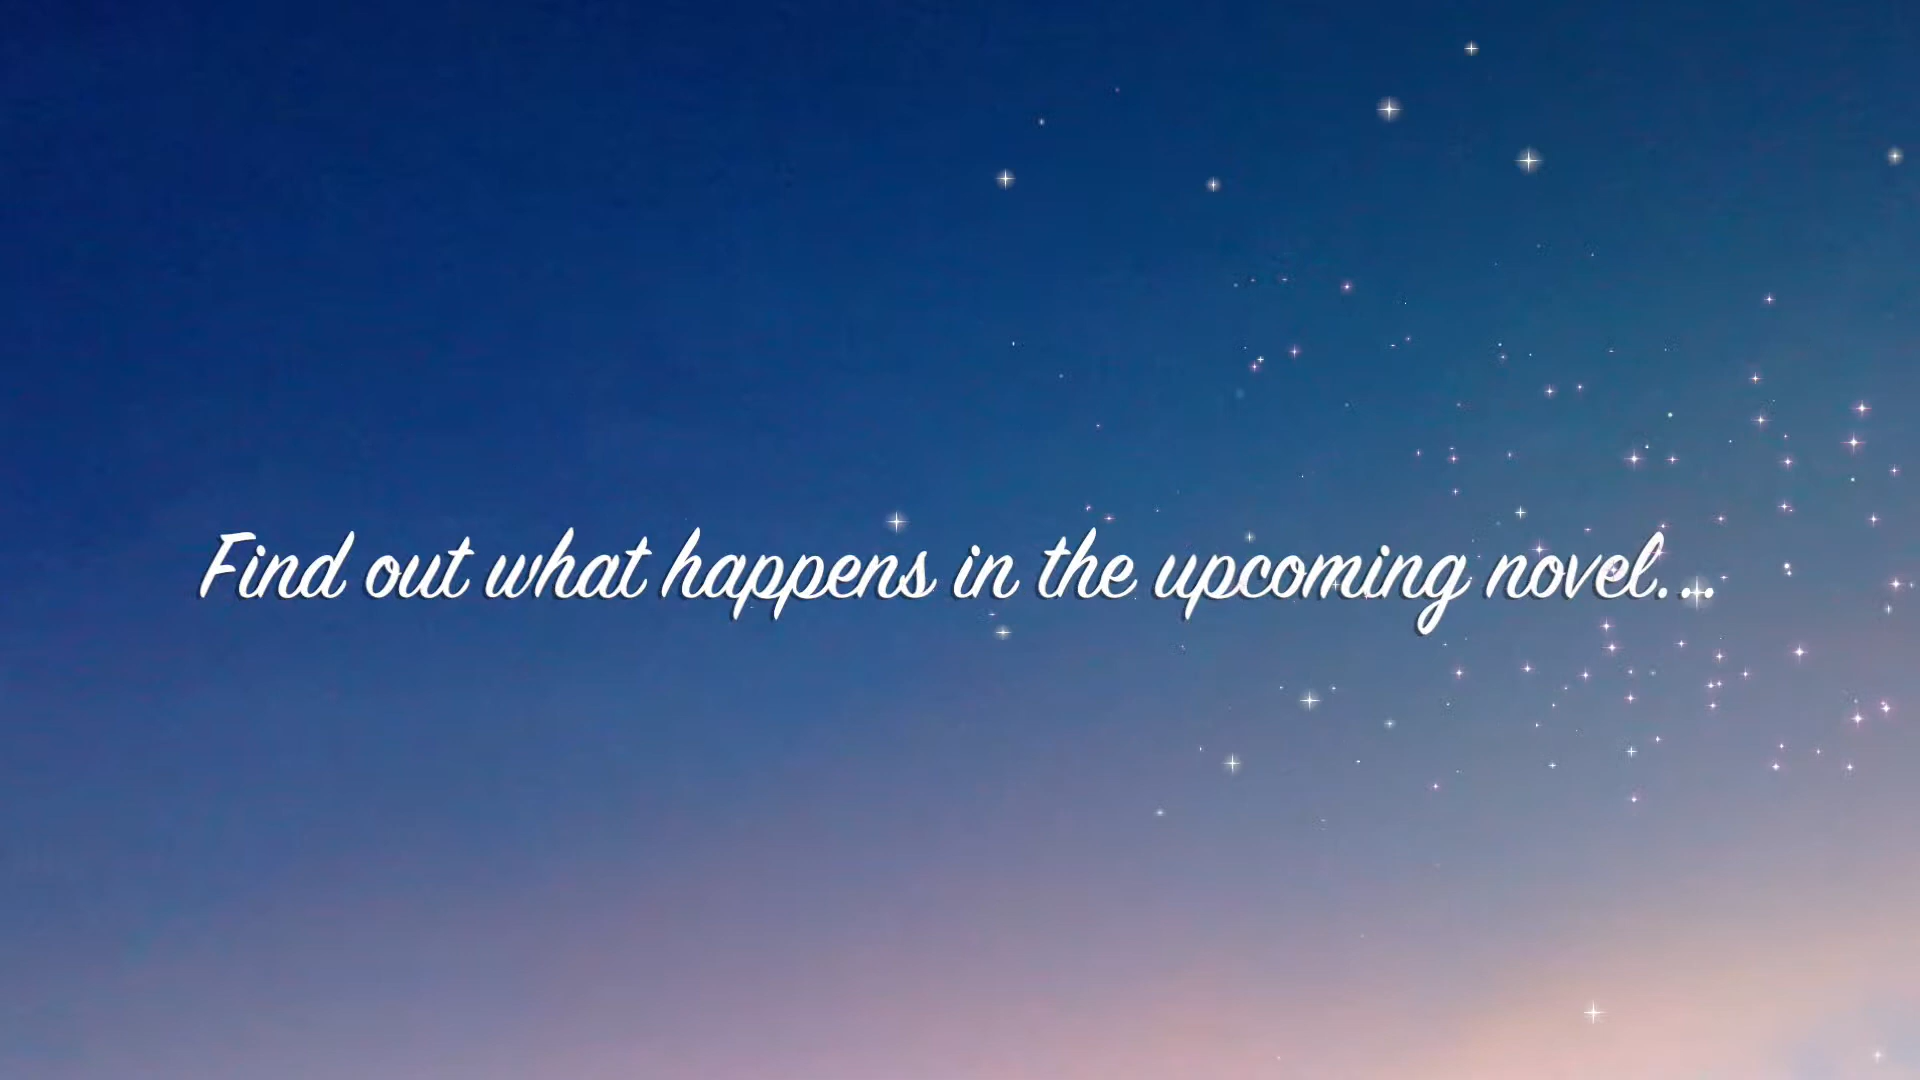 Find out what happens in the upcoming novel....